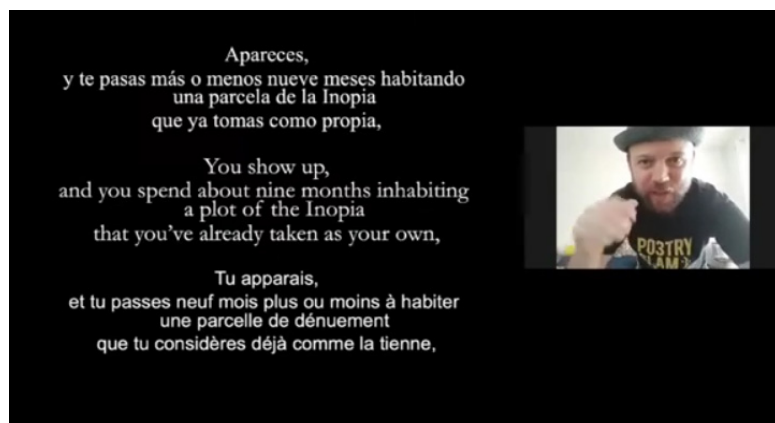 Apareces,
y te pasas más o menos nueve meses habitando
una parcela de la Inopia
que ya tomas como propia,
You show up,
and you spend about nine months inhabiting
a plot of the Inopia
that you've already taken as your own,
Tu apparais,
et tu passes neuf mois plus ou moins à habiter
une parcelle de dénuement
que tu considères déjà comme la tienne,
PO3TRY